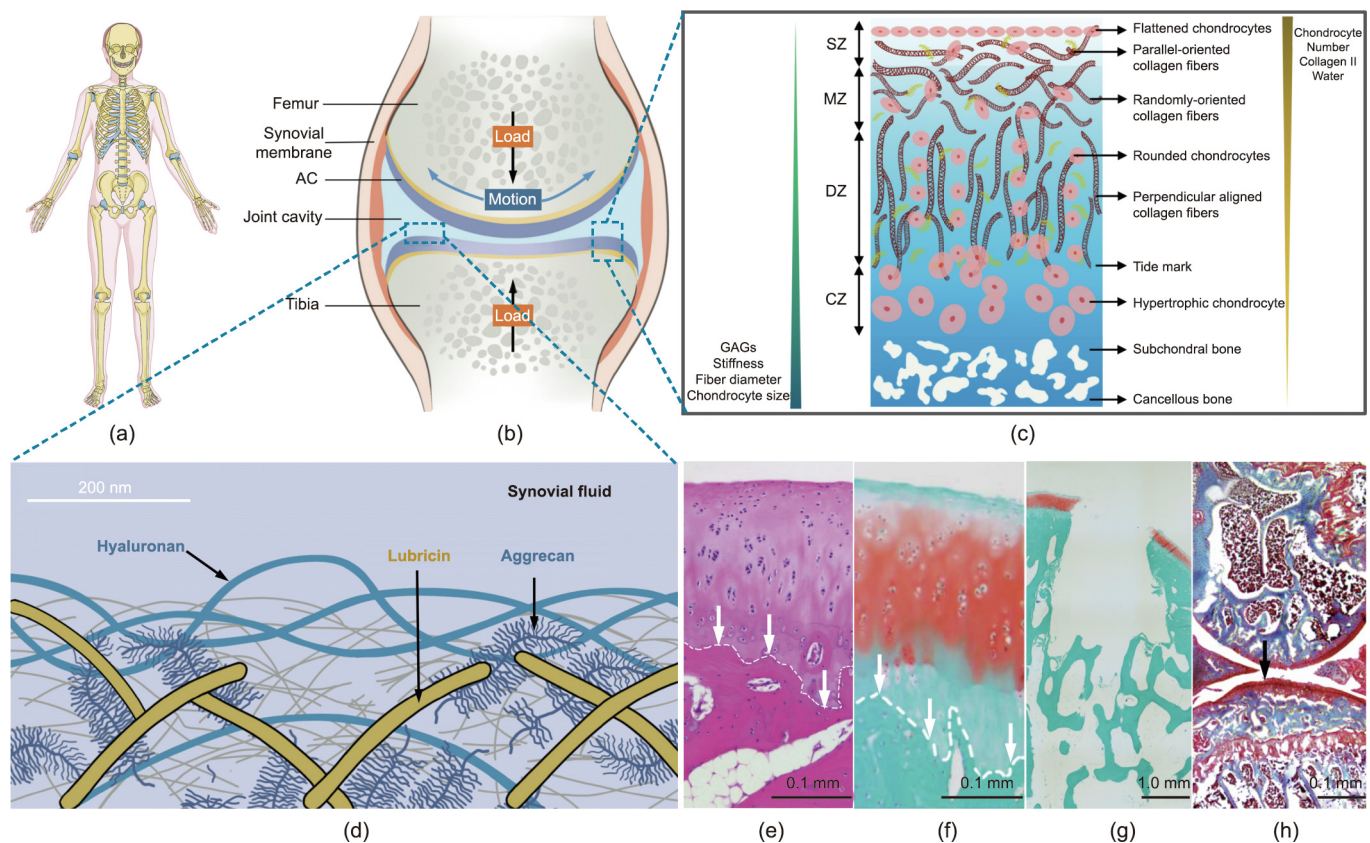 (a)
Femur
Synovial
membrane
AC
Joint cavity
Tibia
Load
Motion
Load
(b)
SZ
MZ
DZ
CZ
GAGs
Stiffness
Fiber diameter
Chondrocyte size
Flattened chondrocytes
Parallel-oriented
collagen fibers
Randomly-oriented
collagen fibers
Rounded chondrocytes
Perpendicular aligned
collagen fibers
Tide mark
Hypertrophic chondrocyte
Subchondral bone
Cancellous bone
Chondrocyte
Number
Collagen II
Water
(c)
200 nm
Synovial fluid
Hyaluronan
Lubricin
Aggrecan
(d)
0.1 mm
(e)
0.1 mm
(f)
1.0 mm
(g)
0.1 mm
(h)